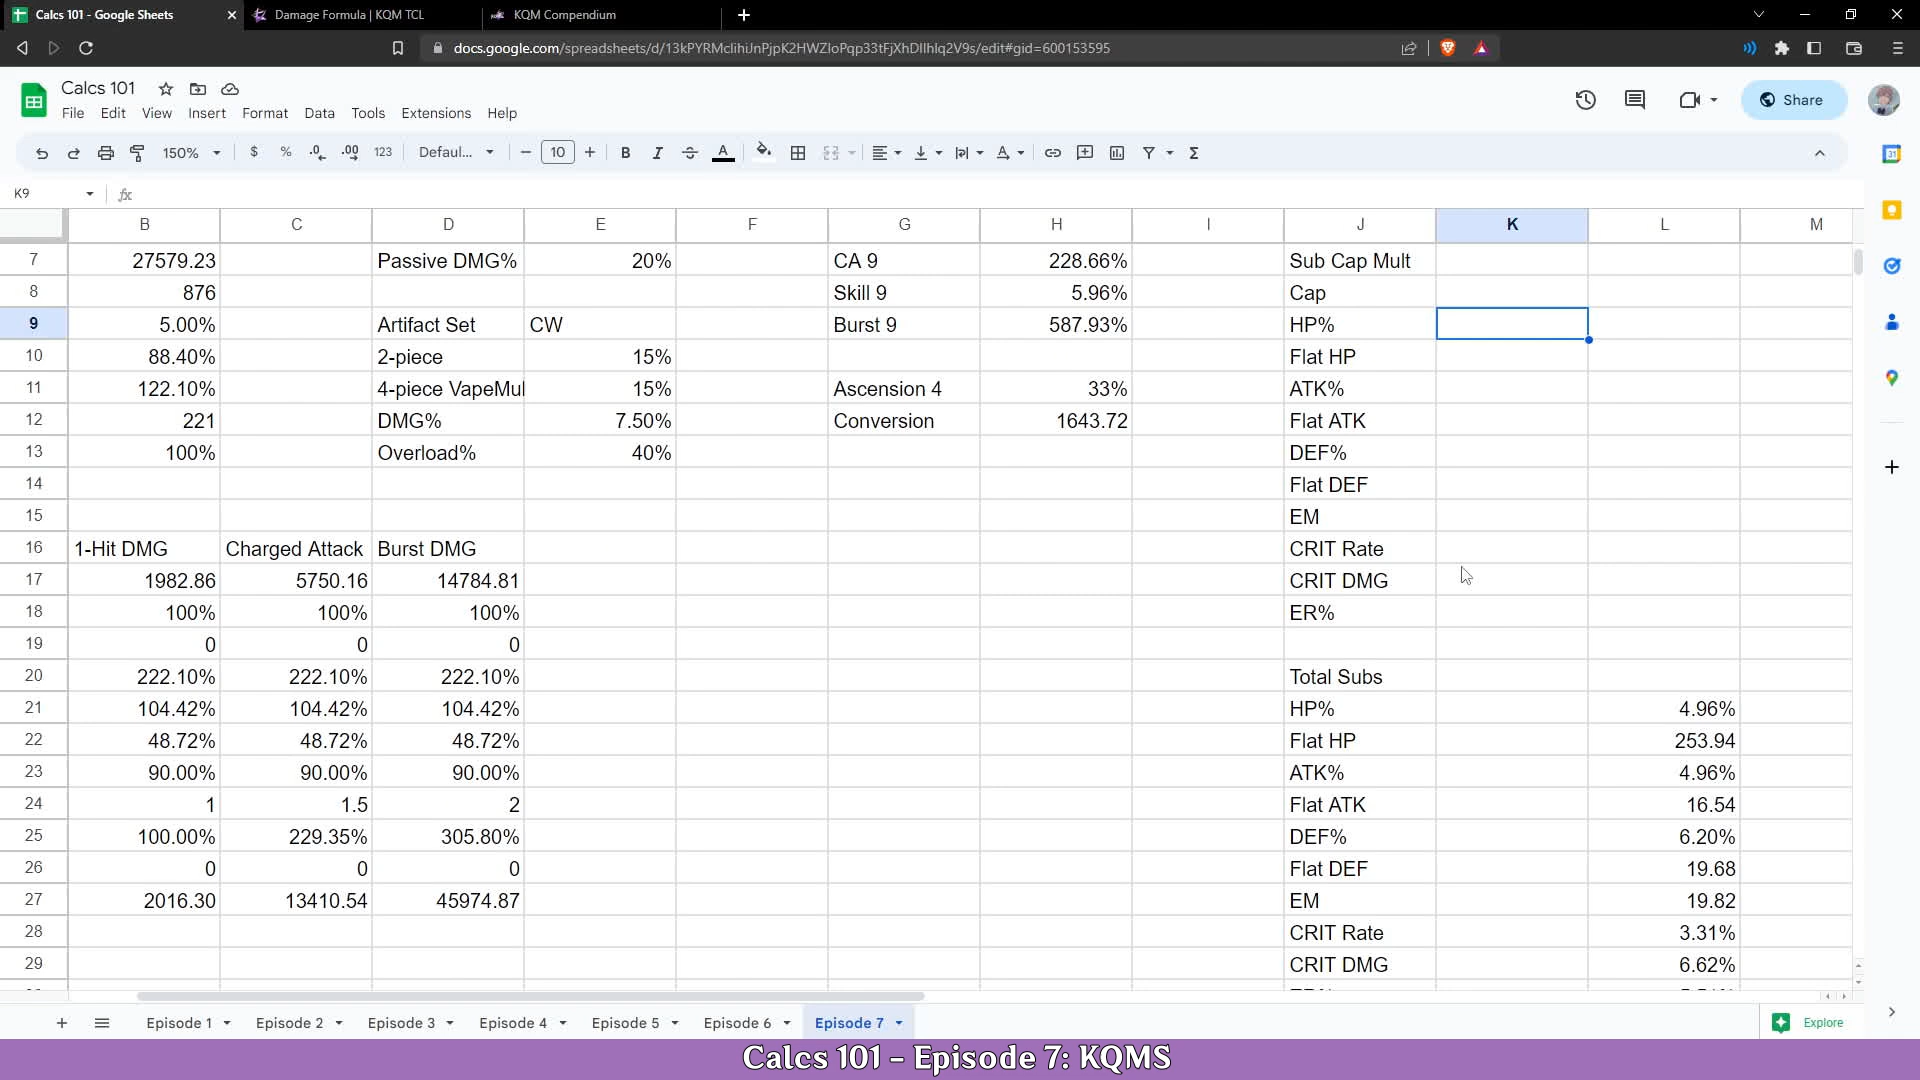 Calcs 101 - Google Sheets
Damage Formula | KQM TCL
KQM Compendium
docs.google.com/spreadsheets/d/13kPYRMcIihiJnPjpK2HWZIoPqp33tFjXhDIlhlq2V9s/edit#gid=600153595
Calcs 101
File Edit View Insert Format Data Tools Extensions Help
Share
150% $ % .0 .00 123 Defaul... 10 B I A
K9
fx
B C D E F G H I J K L M
7 27579.23 Passive DMG% 20% CA 9 228.66% Sub Cap Mult
8 876 Skill 9 5.96% Cap
9 5.00% Artifact Set CW Burst 9 587.93% HP%
10 88.40% 2-piece 15% Flat HP
11 122.10% 4-piece VapeMul 15% Ascension 4 33% ATK%
12 221 DMG% 7.50% Conversion 1643.72 Flat ATK
13 100% Overload% 40% DEF%
14 Flat DEF
15 EM
16 1-Hit DMG Charged Attack Burst DMG CRIT Rate
17 1982.86 5750.16 14784.81 CRIT DMG
18 100% 100% 100% ER%
19 0 0 0
20 222.10% 222.10% 222.10% Total Subs
21 104.42% 104.42% 104.42% HP% 4.96%
22 48.72% 48.72% 48.72% Flat HP 253.94
23 90.00% 90.00% 90.00% ATK% 4.96%
24 1 1.5 2 Flat ATK 16.54
25 100.00% 229.35% 305.80% DEF% 6.20%
26 0 0 0 Flat DEF 19.68
27 2016.30 13410.54 45974.87 EM 19.82
28 CRIT Rate 3.31%
29 CRIT DMG 6.62%
Episode 1 Episode 2 Episode 3 Episode 4 Episode 5 Episode 6 Episode 7
Explore
Calcs 101 - Episode 7: KQMS